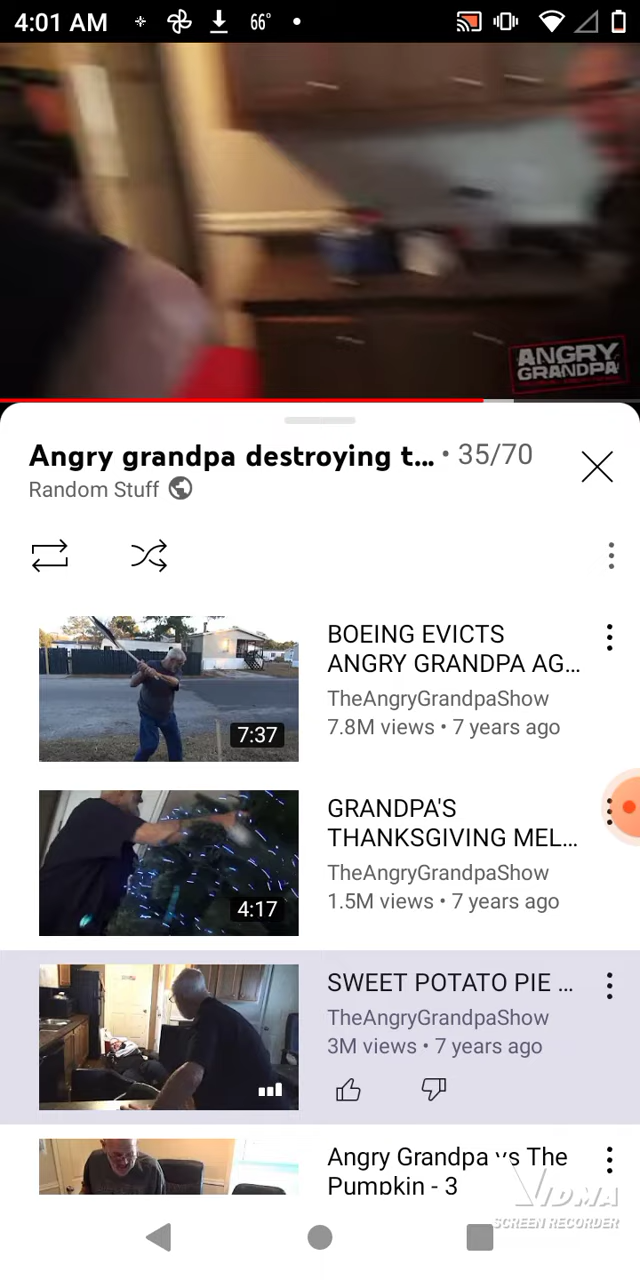 4:01 AM 66°
ANGRY
GRANDPA
Angry grandpa destroying t... • 35/70
Random Stuff
BOEING EVICTS
ANGRY GRANDPA AG...
TheAngryGrandpaShow
7.8M views • 7 years ago
7:37
GRANDPA'S
THANKSGIVING MEL...
TheAngryGrandpaShow
1.5M views • 7 years ago
4:17
SWEET POTATO PIE ...
TheAngryGrandpaShow
3M views • 7 years ago
Angry Grandpa vs The
Pumpkin - 3
VIDMA
SCREEN RECORDER